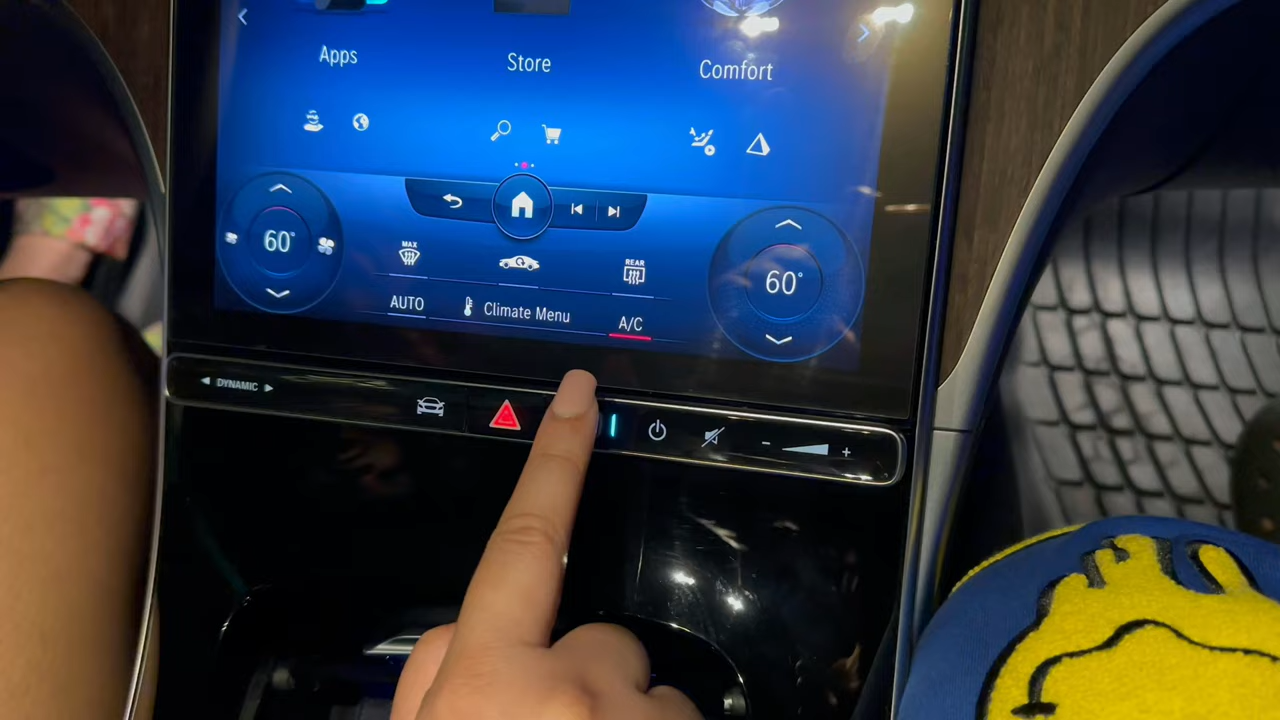 Apps
Store
Comfort
60°
MAX
REAR
60°
AUTO
Climate Menu
A/C
DYNAMIC
- +